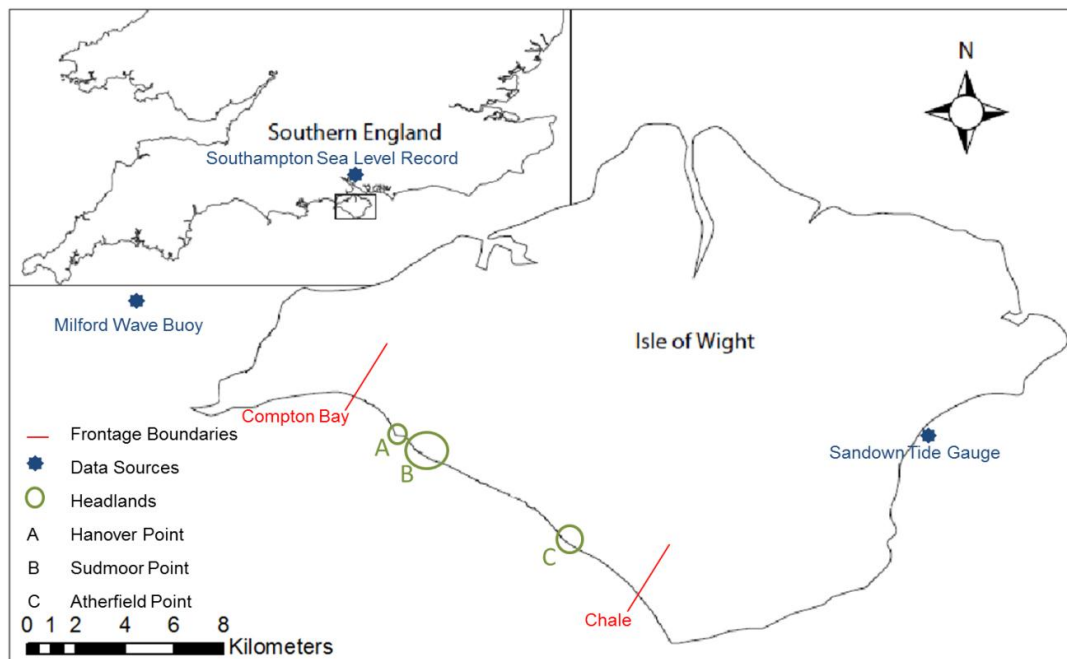 Southern England
Southampton Sea Level Record
N
Milford Wave Buoy
Isle of Wight
Compton Bay
A
B
Sandown Tide Gauge
C
Chale
Frontage Boundaries
Data Sources
Headlands
A Hanover Point
B Sudmoor Point
C Atherfield Point
0 1 2 4 6 8
Kilometers